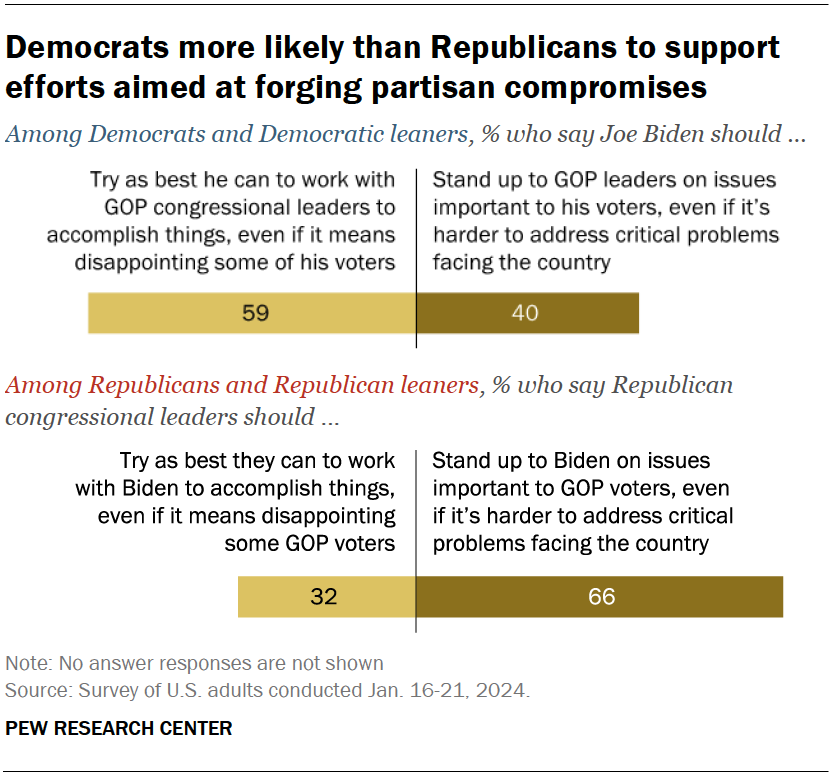 Democrats more likely than Republicans to support
efforts aimed at forging partisan compromises
Among Democrats and Democratic leaners, % who say Joe Biden should ...
Try as best he can to work with
GOP congressional leaders to
accomplish things, even if it means
disappointing some of his voters
Stand up to GOP leaders on issues
important to his voters, even if it’s
harder to address critical problems
facing the country
59
40
Among Republicans and Republican leaners, % who say Republican
congressional leaders should ...
Try as best they can to work
with Biden to accomplish things,
even if it means disappointing
some GOP voters
Stand up to Biden on issues
important to GOP voters, even
if it’s harder to address critical
problems facing the country
32
66
Note: No answer responses are not shown
Source: Survey of U.S. adults conducted Jan. 16-21, 2024.
PEW RESEARCH CENTER